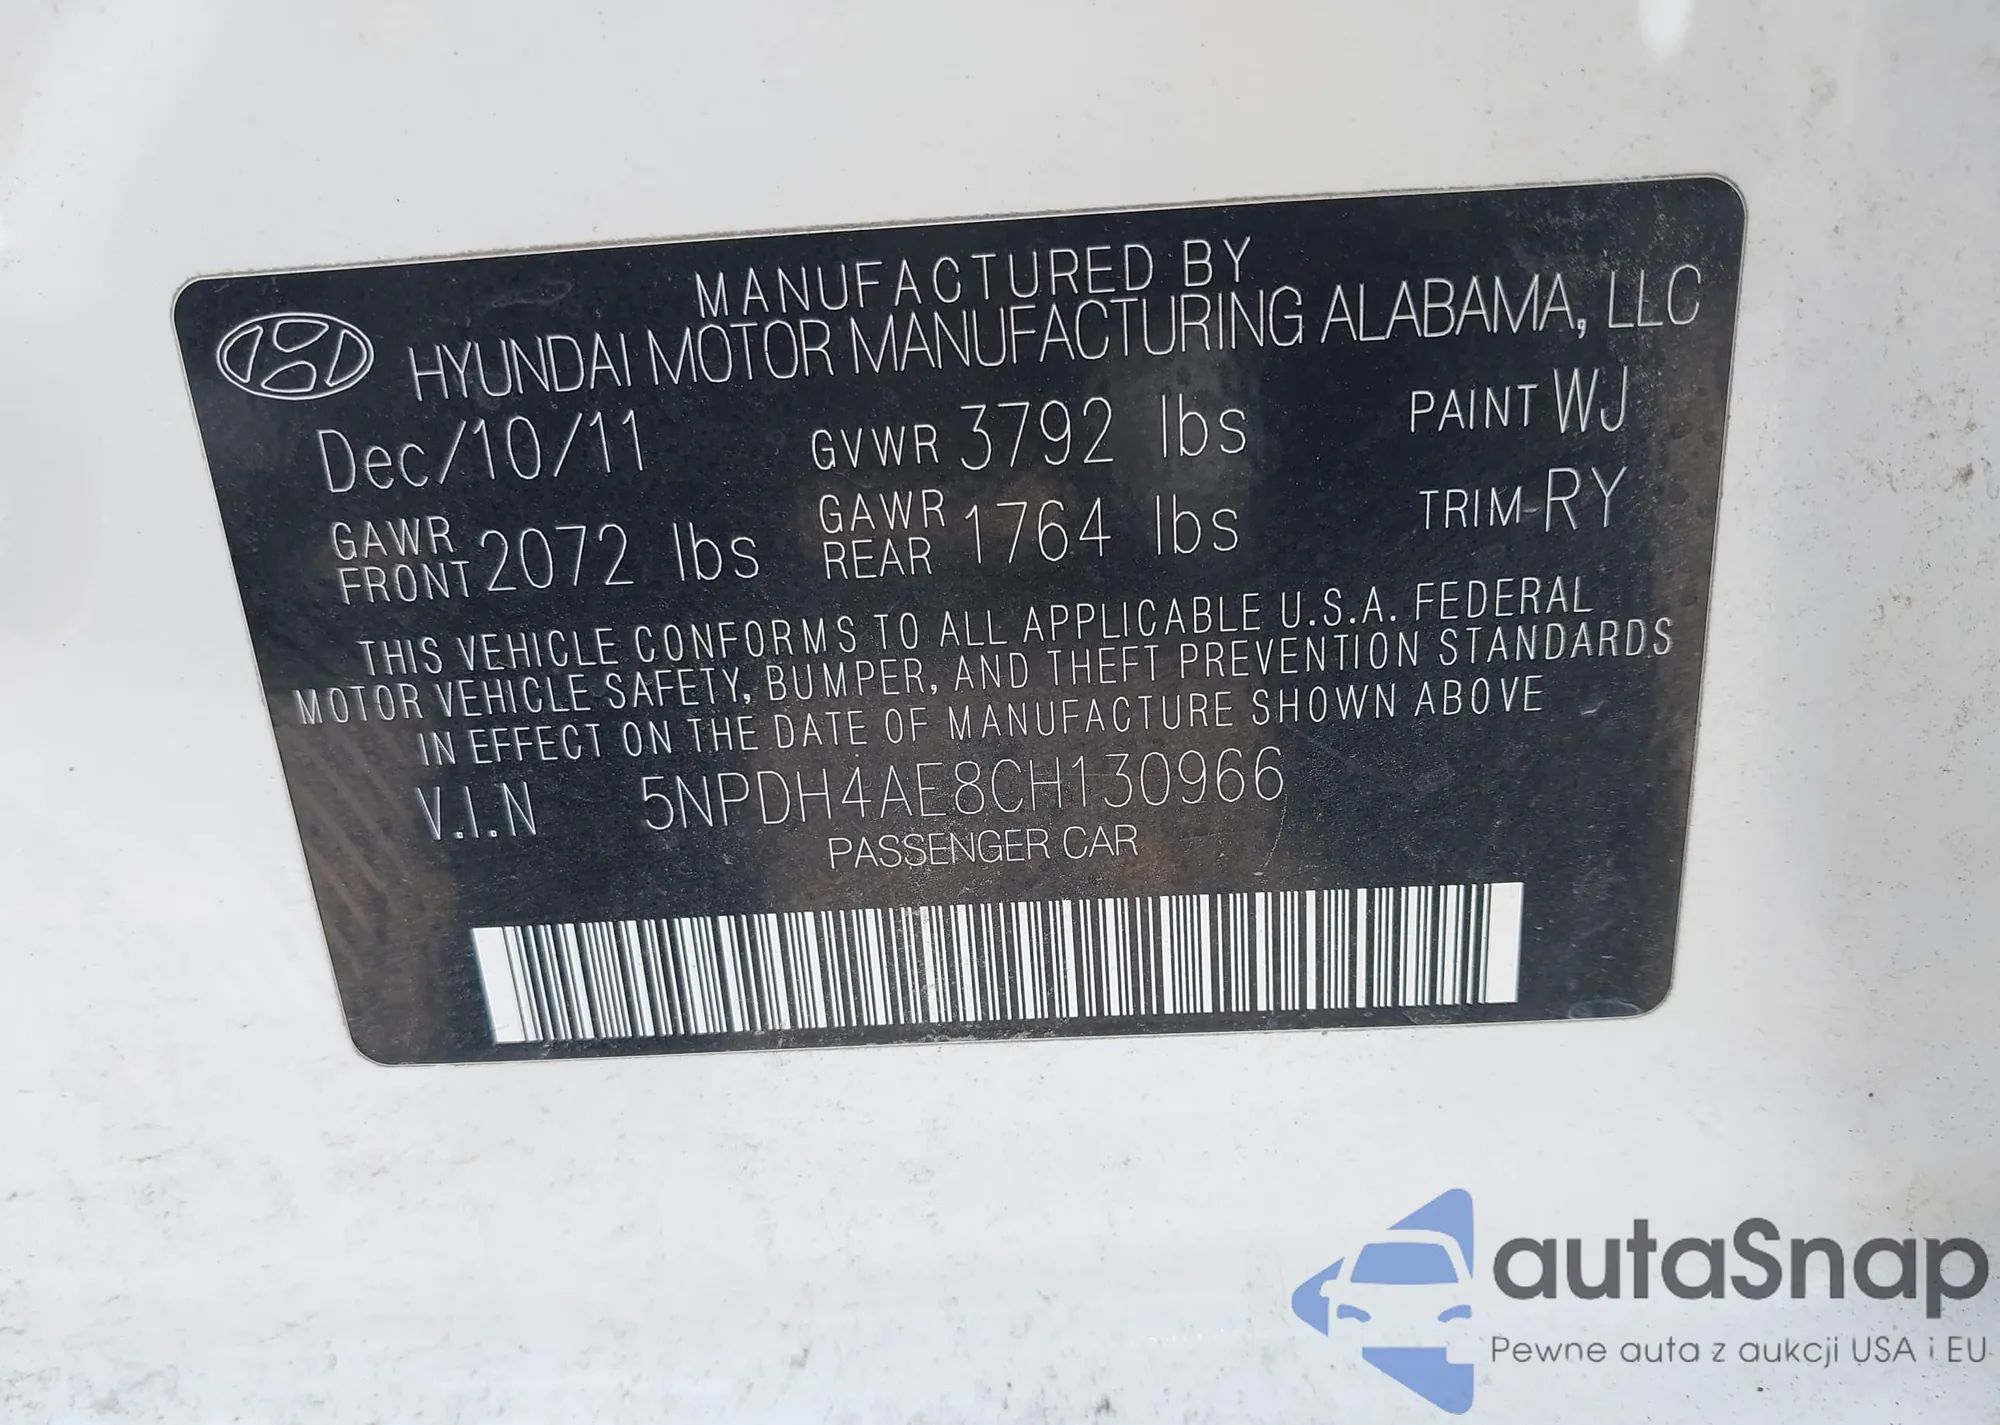 MANUFACTURED BY
HYUNDAI MOTOR MANUFACTURING ALABAMA, LLC
Dec/10/11 GVWR 3792 lbs PAINT WJ
GAWR FRONT 2072 lbs GAWR REAR 1764 lbs TRIM RY
THIS VEHICLE CONFORMS TO ALL APPLICABLE U.S.A. FEDERAL
MOTOR VEHICLE SAFETY, BUMPER, AND THEFT PREVENTION STANDARDS
IN EFFECT ON THE DATE OF MANUFACTURE SHOWN ABOVE
V.I.N 5NPDH4AE8CH130966
PASSENGER CAR
autaSnap
Pewne auta z aukcji USA i EU